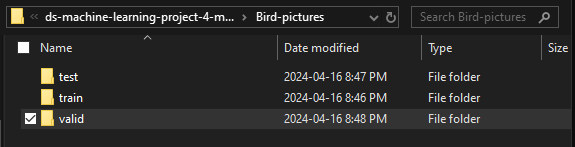 ds-machine-learning-project-4-m... Bird-pictures Search Bird-pictures
Name Date modified Type Size
test 2024-04-16 8:47 PM File folder
train 2024-04-16 8:46 PM File folder
valid 2024-04-16 8:48 PM File folder